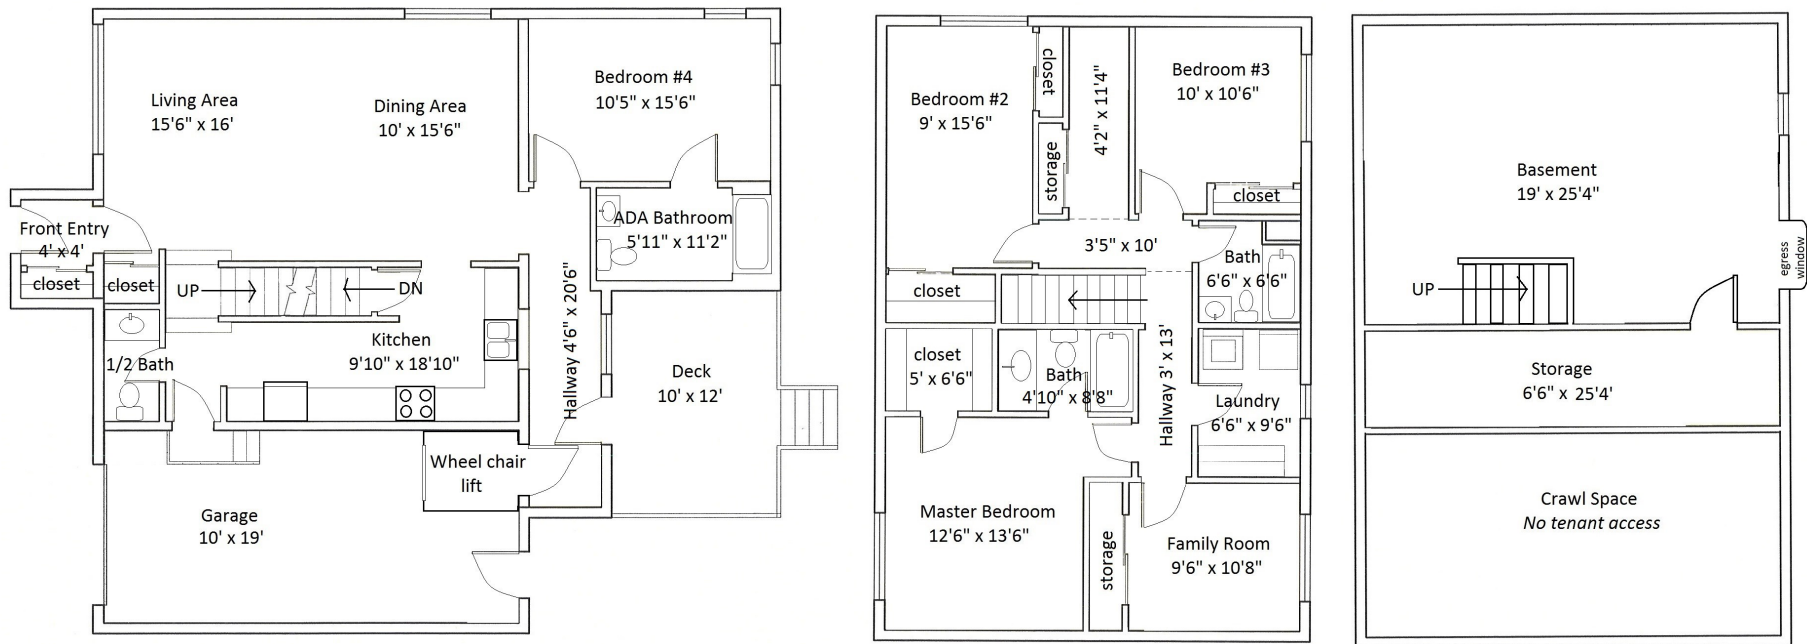 Living Area
15'6" x 16'
Dining Area
10' x 15'6"
Bedroom #4
10'5" x 15'6"
Front Entry
4' x 4'
closet
closet
UP
DN
ADA Bathroom
5'11" x 11'2"
Hallway 4'6" x 20'6"
1/2 Bath
Kitchen
9'10" x 18'10"
Deck
10' x 12'
Wheel chair
lift
Garage
10' x 19'
Bedroom #2
9' x 15'6"
closet
storage
4'2" x 11'4"
Bedroom #3
10' x 10'6"
closet
3'5" x 10'
Bath
6'6" x 6'6"
closet
closet
5' x 6'6"
Bath
4'10" x 8'8"
Hallway 3' x 13'
Laundry
6'6" x 9'6"
Master Bedroom
12'6" x 13'6"
storage
Family Room
9'6" x 10'8"
Basement
19' x 25'4"
egress
window
UP
Storage
6'6" x 25'4'
Crawl Space
No tenant access